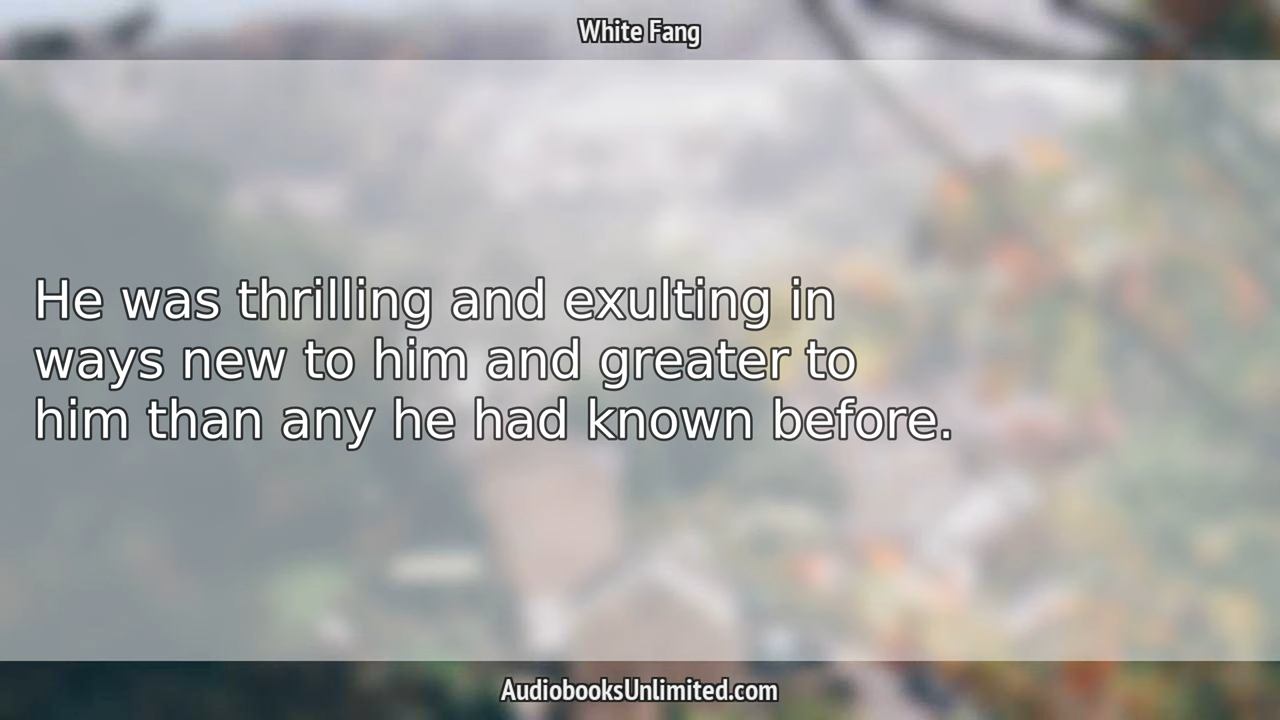 White Fang
He was thrilling and exulting in
ways new to him and greater to
him than any he had known before.
AudiobooksUnlimited.com